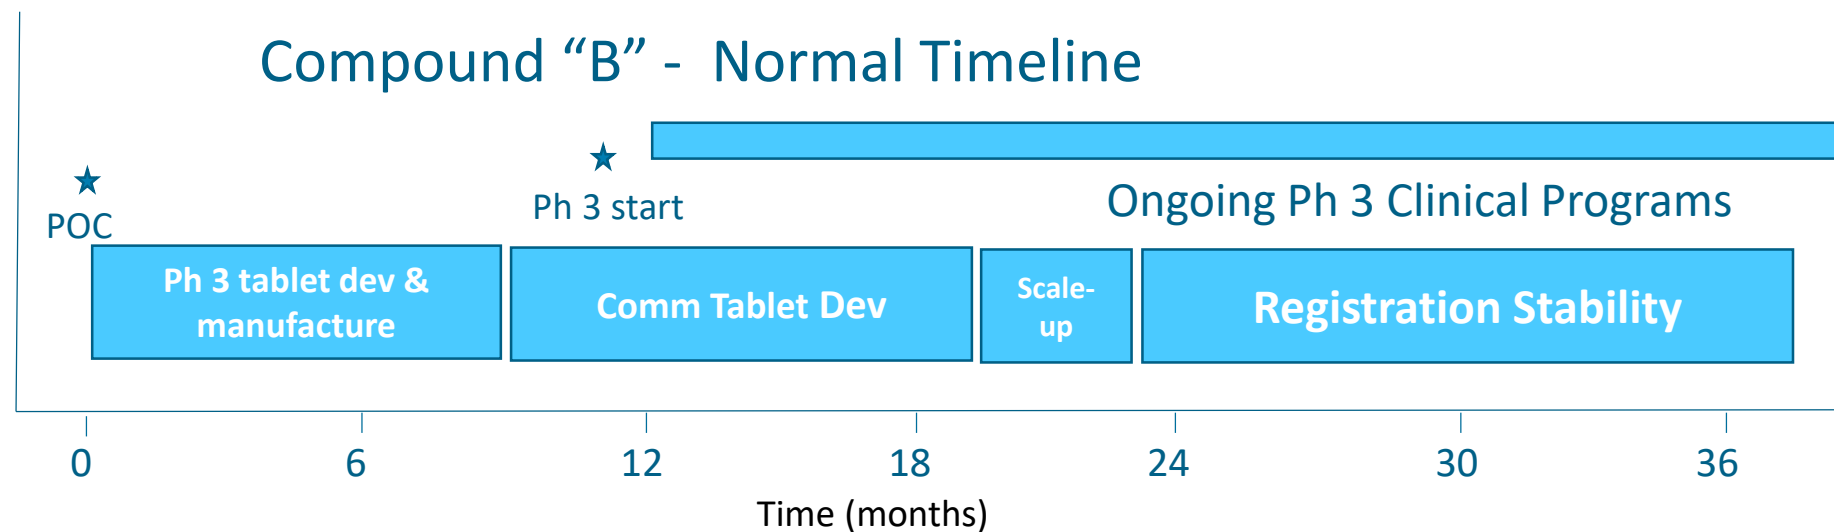 Compound “B” - Normal Timeline
POC
Ph 3 start
Ongoing Ph 3 Clinical Programs
Ph 3 tablet dev &
manufacture
Comm Tablet Dev
Scale-
up
Registration Stability
0 6 12 18 24 30 36
Time (months)